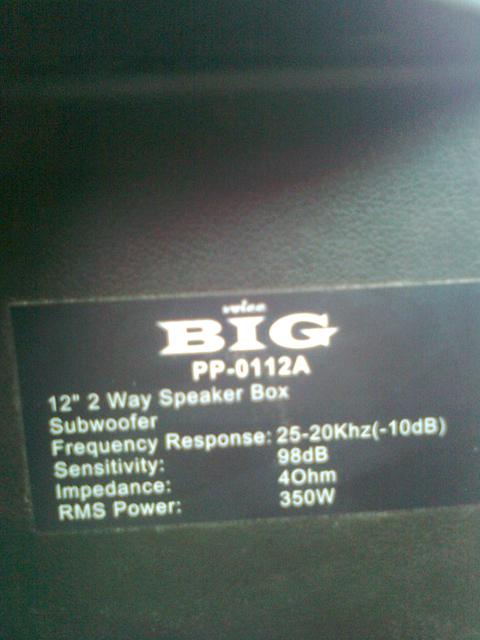 voice
BIG
PP-0112A
12" 2 Way Speaker Box
Subwoofer
Frequency Response: 25-20Khz(-10dB)
Sensitivity: 98dB
Impedance: 4Ohm
RMS Power: 350W